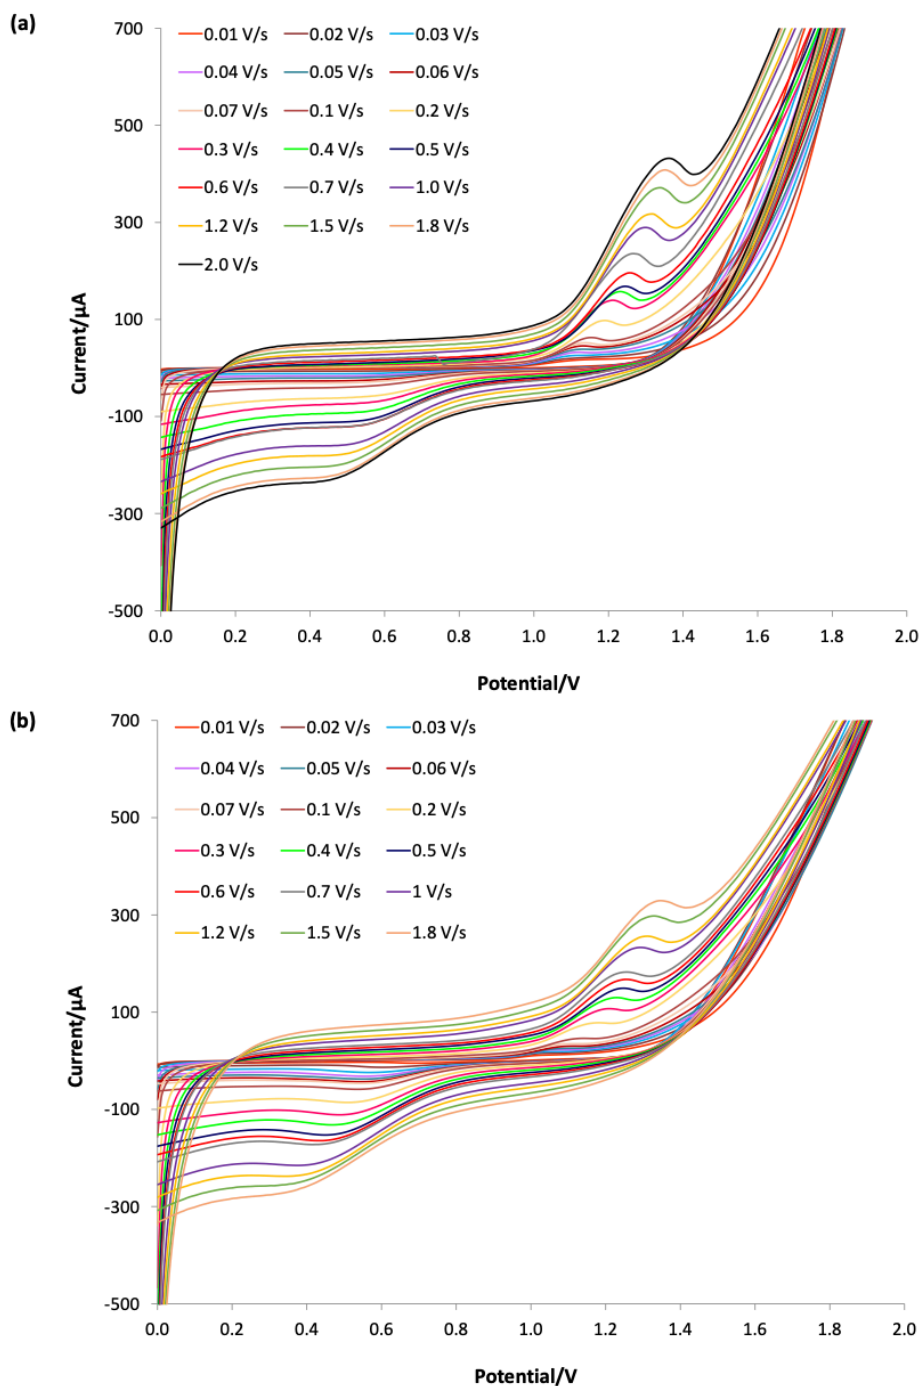 (a)
700
500
300
100
-100
-300
-500
Current/µA
0.01 V/s 0.02 V/s 0.03 V/s
0.04 V/s 0.05 V/s 0.06 V/s
0.07 V/s 0.1 V/s 0.2 V/s
0.3 V/s 0.4 V/s 0.5 V/s
0.6 V/s 0.7 V/s 1.0 V/s
1.2 V/s 1.5 V/s 1.8 V/s
2.0 V/s
0.0 0.2 0.4 0.6 0.8 1.0 1.2 1.4 1.6 1.8 2.0
Potential/V
(b)
700
500
300
100
-100
-300
-500
Current/µA
0.01 V/s 0.02 V/s 0.03 V/s
0.04 V/s 0.05 V/s 0.06 V/s
0.07 V/s 0.1 V/s 0.2 V/s
0.3 V/s 0.4 V/s 0.5 V/s
0.6 V/s 0.7 V/s 1 V/s
1.2 V/s 1.5 V/s 1.8 V/s
0.0 0.2 0.4 0.6 0.8 1.0 1.2 1.4 1.6 1.8 2.0
Potential/V